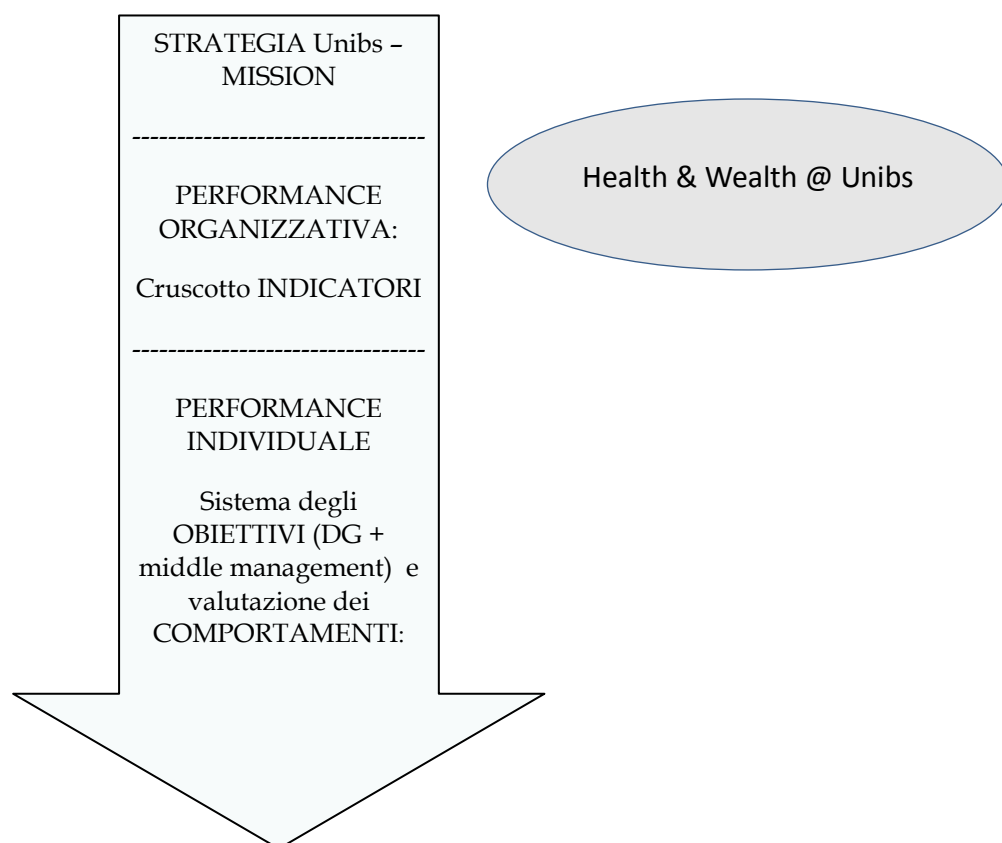 STRATEGIA Unibs –
MISSION
--------------------------------
PERFORMANCE
ORGANIZZATIVA:
Cruscotto INDICATORI
--------------------------------
PERFORMANCE
INDIVIDUALE
Sistema degli
OBIETTIVI (DG +
middle management) e
valutazione dei
COMPORTAMENTI:
Health & Wealth @ Unibs